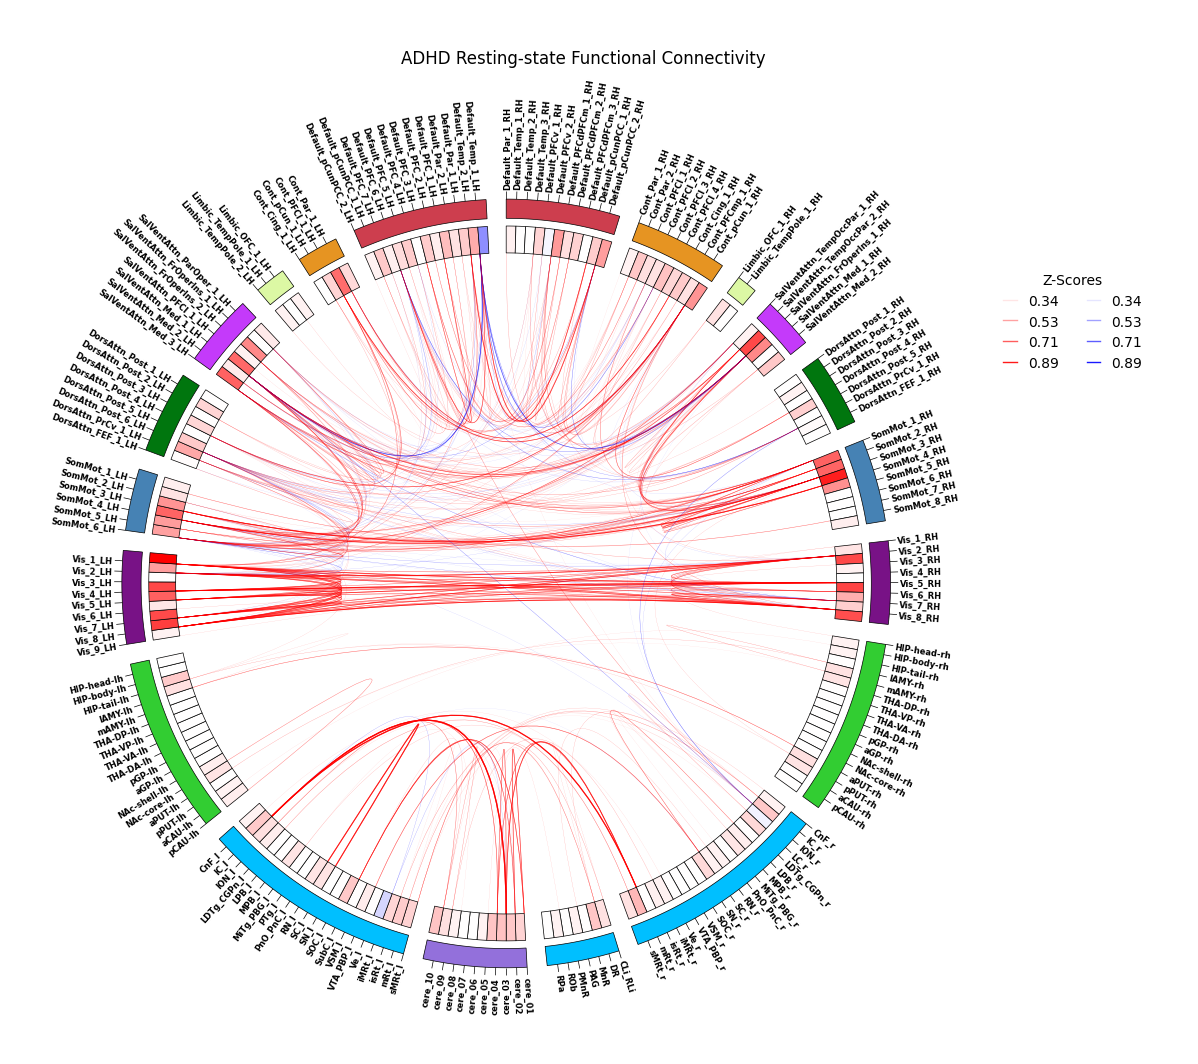 ADHD Resting-state Functional Connectivity
Z-Scores
0.34 0.34
0.53 0.53
0.71 0.71
0.89 0.89
Default_Par_1_RH
Default_Temp_1_RH
Default_Temp_2_RH
Default_Temp_3_RH
Default_PFCv_1_RH
Default_PFCv_2_RH
Default_PFCdPFCm_1_RH
Default_PFCdPFCm_2_RH
Default_PFCdPFCm_3_RH
Default_pCunPCC_1_RH
Default_pCunPCC_2_RH
Cont_Par_1_RH
Cont_Par_2_RH
Cont_PFCl_1_RH
Cont_PFCl_2_RH
Cont_PFCl_3_RH
Cont_PFCl_4_RH
Cont_Cing_1_RH
Cont_PFCmp_1_RH
Cont_pCun_1_RH
Limbic_OFC_1_RH
Limbic_TempPole_1_RH
SalVentAttn_TempOccPar_1_RH
SalVentAttn_TempOccPar_2_RH
SalVentAttn_FrOperIns_1_RH
SalVentAttn_Med_1_RH
SalVentAttn_Med_2_RH
DorsAttn_Post_1_RH
DorsAttn_Post_2_RH
DorsAttn_Post_3_RH
DorsAttn_Post_4_RH
DorsAttn_Post_5_RH
DorsAttn_PrCv_1_RH
DorsAttn_FEF_1_RH
SomMot_1_RH
SomMot_2_RH
SomMot_3_RH
SomMot_4_RH
SomMot_5_RH
SomMot_6_RH
SomMot_7_RH
SomMot_8_RH
Vis_1_RH
Vis_2_RH
Vis_3_RH
Vis_4_RH
Vis_5_RH
Vis_6_RH
Vis_7_RH
Vis_8_RH
HIP-head-rh
HIP-body-rh
HIP-tail-rh
lAMY-rh
mAMY-rh
THA-DP-rh
THA-VP-rh
THA-VA-rh
THA-DA-rh
pGP-rh
aGP-rh
NAc-shell-rh
NAc-core-rh
aPUT-rh
pPUT-rh
aCAU-rh
pCAU-rh
CnF_r
IC_r
ION_r
LC_r
LDTg_CGPn_r
LPB_r
MPB_r
MiTg_PBG_r
PnO_PnC_r
RN_r
SC_r
SN_r
SOC_r
VSM_r
VTA_PBP_r
Ve_r
iMRt_r
isRt_r
mRt_r
sMRt_r
CLi_RLi
DR
MnR
PAG
PMnR
ROb
RPa
cere_01
cere_02
cere_03
cere_04
cere_05
cere_06
cere_07
cere_08
cere_09
cere_10
sMRt_l
mRt_l
isRt_l
iMRt_l
Ve_l
VTA_PBP_l
VSM_l
SubC_l
SOC_l
SN_l
SC_l
RN_l
PnO_PnC_l
PTg_l
MiTg_PBG_l
MPB_l
LPB_l
LDTg_CGPn_l
ION_l
IC_l
CnF_l
pCAU-lh
aCAU-lh
pPUT-lh
aPUT-lh
NAc-core-lh
NAc-shell-lh
aGP-lh
pGP-lh
THA-DA-lh
THA-VA-lh
THA-VP-lh
THA-DP-lh
mAMY-lh
lAMY-lh
HIP-tail-lh
HIP-body-lh
HIP-head-lh
Vis_9_LH
Vis_8_LH
Vis_7_LH
Vis_6_LH
Vis_5_LH
Vis_4_LH
Vis_3_LH
Vis_2_LH
Vis_1_LH
SomMot_6_LH
SomMot_5_LH
SomMot_4_LH
SomMot_3_LH
SomMot_2_LH
SomMot_1_LH
DorsAttn_FEF_1_LH
DorsAttn_PrCv_1_LH
DorsAttn_Post_6_LH
DorsAttn_Post_5_LH
DorsAttn_Post_4_LH
DorsAttn_Post_3_LH
DorsAttn_Post_2_LH
DorsAttn_Post_1_LH
SalVentAttn_Med_3_LH
SalVentAttn_Med_2_LH
SalVentAttn_Med_1_LH
SalVentAttn_PFCl_1_LH
SalVentAttn_FrOperIns_2_LH
SalVentAttn_FrOperIns_1_LH
SalVentAttn_ParOper_1_LH
Limbic_TempPole_2_LH
Limbic_TempPole_1_LH
Limbic_OFC_1_LH
Cont_Cing_1_LH
Cont_pCun_1_LH
Cont_PFCl_1_LH
Cont_Par_1_LH
Default_pCunPCC_2_LH
Default_pCunPCC_1_LH
Default_PFC_7_LH
Default_PFC_6_LH
Default_PFC_5_LH
Default_PFC_4_LH
Default_PFC_3_LH
Default_PFC_2_LH
Default_PFC_1_LH
Default_Par_2_LH
Default_Par_1_LH
Default_Temp_2_LH
Default_Temp_1_LH